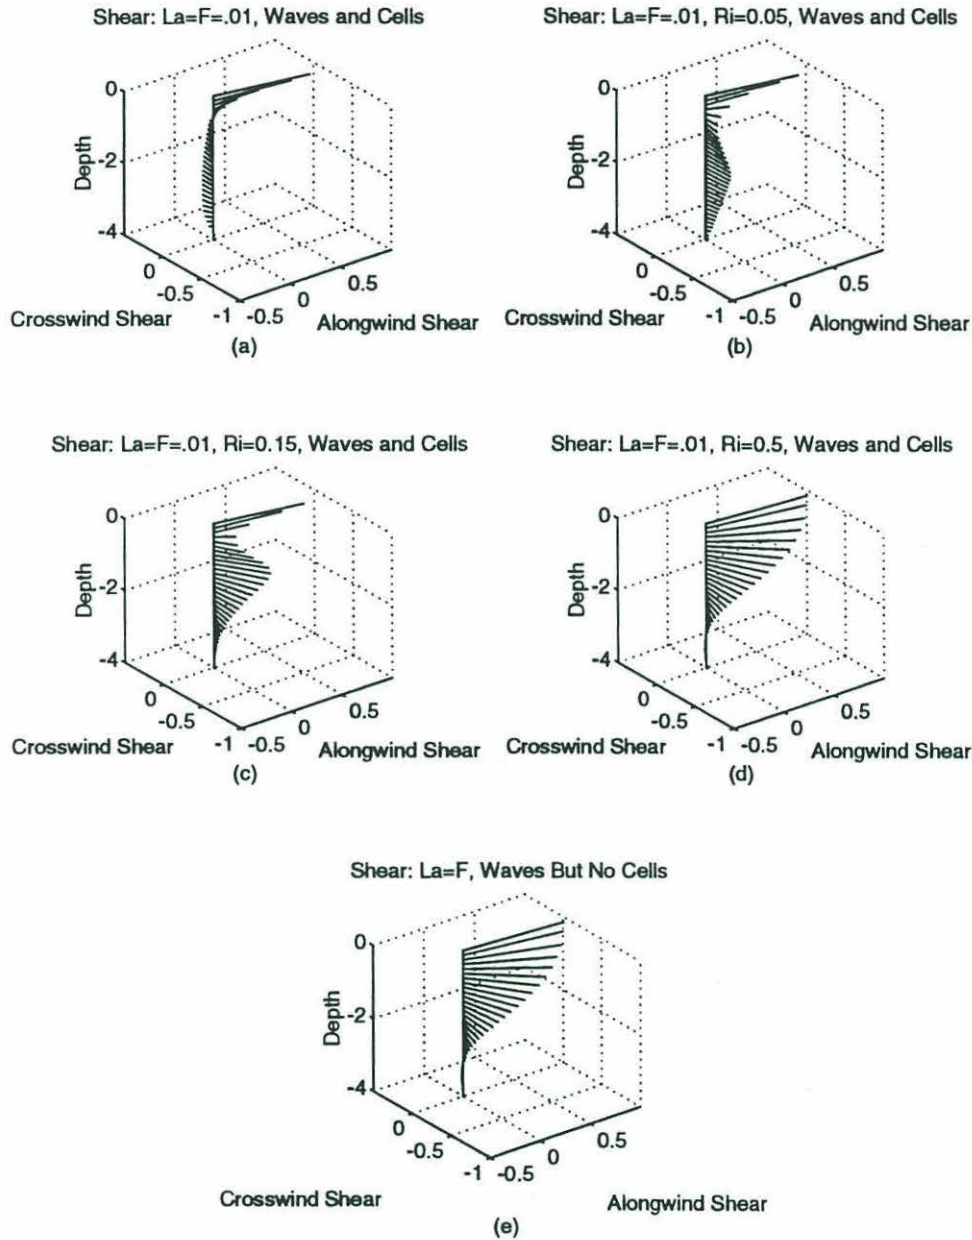 Shear: La=F=.01, Waves and Cells
0
-2
-4
Depth
0
-0.5
-1
-0.5
0
0.5
Crosswind Shear
Alongwind Shear
(a)
Shear: La=F=.01, Ri=0.05, Waves and Cells
0
-2
-4
Depth
0
-0.5
-1
-0.5
0
0.5
Crosswind Shear
Alongwind Shear
(b)
Shear: La=F=.01, Ri=0.15, Waves and Cells
0
-2
-4
Depth
0
-0.5
-1
-0.5
0
0.5
Crosswind Shear
Alongwind Shear
(c)
Shear: La=F=.01, Ri=0.5, Waves and Cells
0
-2
-4
Depth
0
-0.5
-1
-0.5
0
0.5
Crosswind Shear
Alongwind Shear
(d)
Shear: La=F, Waves But No Cells
0
-2
-4
Depth
0
-0.5
-1
-0.5
0
0.5
Crosswind Shear
Alongwind Shear
(e)